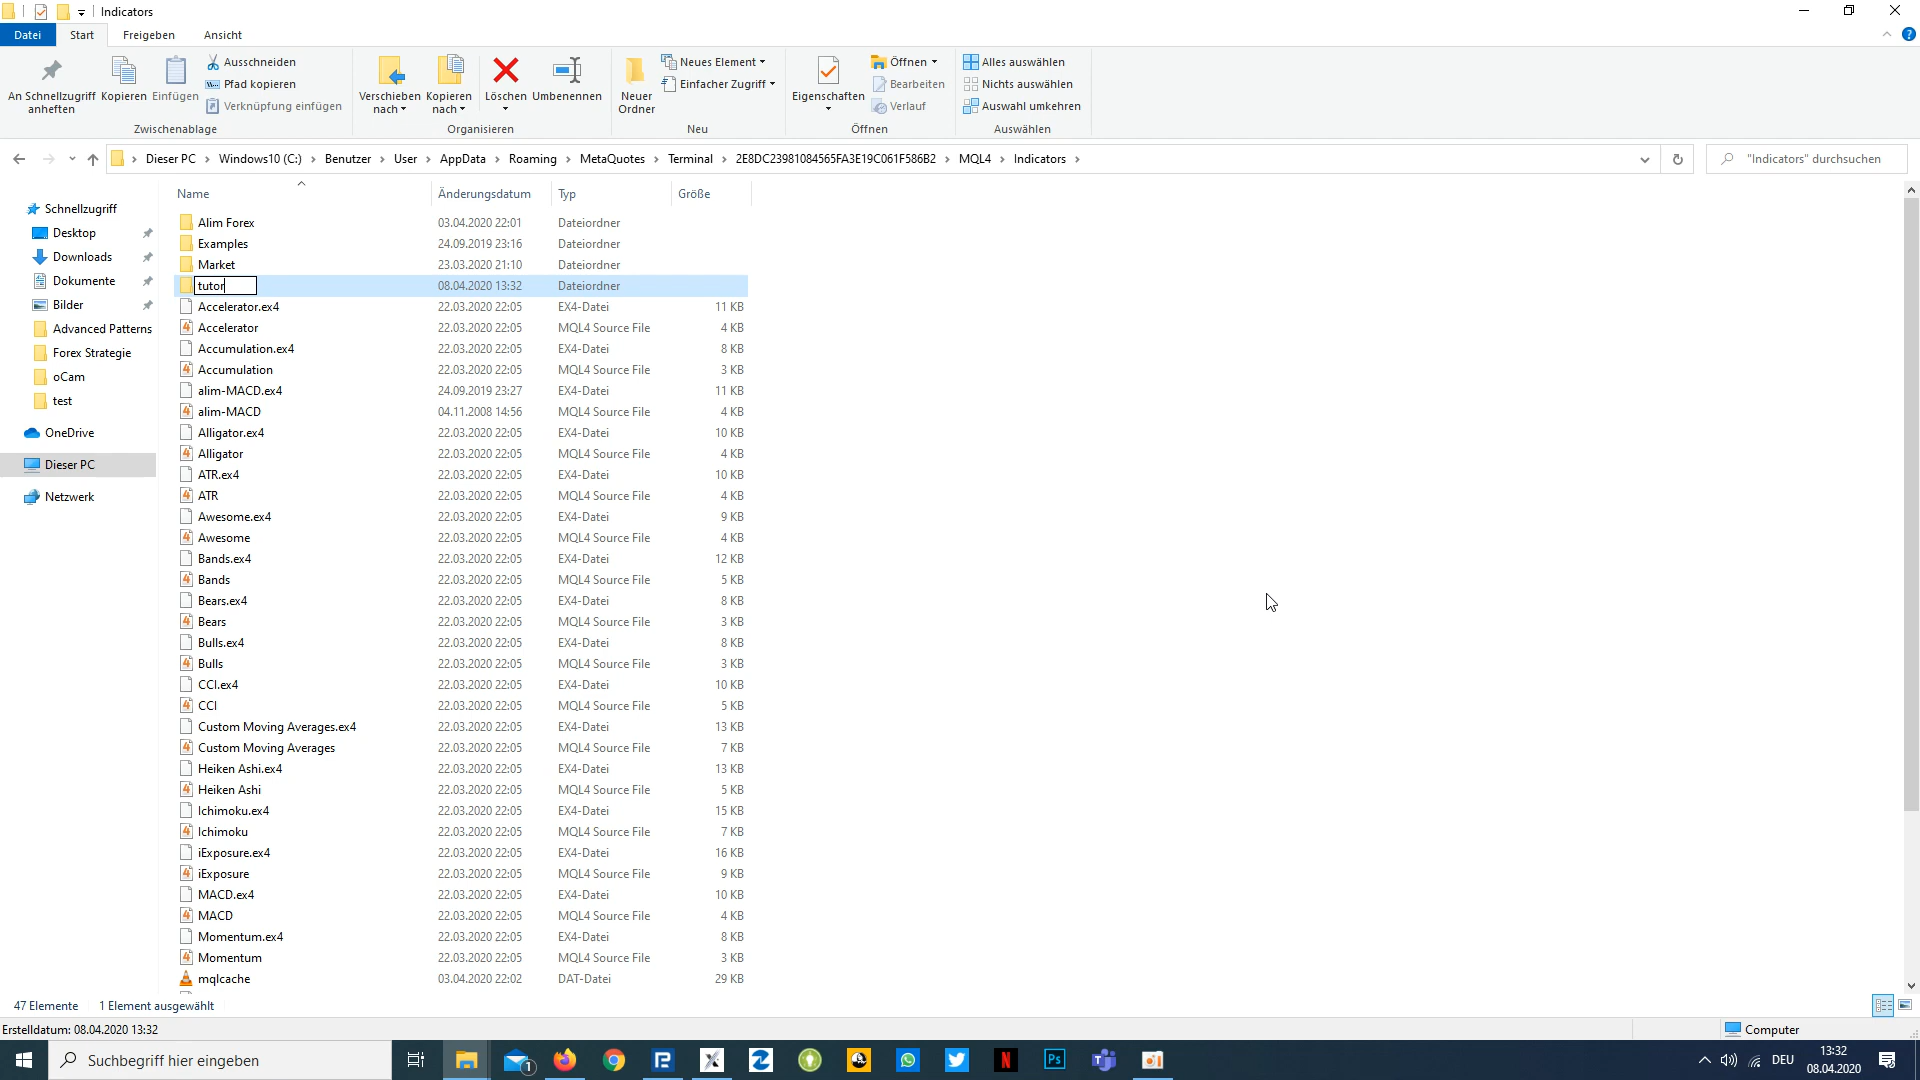 Indicators
Datei Start Freigeben Ansicht
An Schnellzugriff anheften
Kopieren
Einfügen
Ausschneiden
Pfad kopieren
Verknüpfung einfügen
Zwischenablage
Verschieben nach
Kopieren nach
Löschen
Umbenennen
Organisieren
Neuer Ordner
Neues Element
Einfacher Zugriff
Neu
Eigenschaften
Öffnen
Bearbeiten
Verlauf
Öffnen
Alles auswählen
Nichts auswählen
Auswahl umkehren
Auswählen
Dieser PC > Windows10 (C:) > Benutzer > User > AppData > Roaming > MetaQuotes > Terminal > 2E8DC23981084565FA3E19C061F586B2 > MQL4 > Indicators >
"Indicators" durchsuchen
Schnellzugriff
Desktop
Downloads
Dokumente
Bilder
Advanced Patterns
Forex Strategie
oCam
test
OneDrive
Dieser PC
Netzwerk
Name Änderungsdatum Typ Größe
Alim Forex 03.04.2020 22:01 Dateiordner
Examples 24.09.2019 23:16 Dateiordner
Market 23.03.2020 21:10 Dateiordner
tutor 08.04.2020 13:32 Dateiordner
Accelerator.ex4 22.03.2020 22:05 EX4-Datei 11 KB
Accelerator 22.03.2020 22:05 MQL4 Source File 4 KB
Accumulation.ex4 22.03.2020 22:05 EX4-Datei 8 KB
Accumulation 22.03.2020 22:05 MQL4 Source File 3 KB
alim-MACD.ex4 24.09.2019 23:27 EX4-Datei 11 KB
alim-MACD 04.11.2008 14:56 MQL4 Source File 4 KB
Alligator.ex4 22.03.2020 22:05 EX4-Datei 10 KB
Alligator 22.03.2020 22:05 MQL4 Source File 4 KB
ATR.ex4 22.03.2020 22:05 EX4-Datei 10 KB
ATR 22.03.2020 22:05 MQL4 Source File 4 KB
Awesome.ex4 22.03.2020 22:05 EX4-Datei 9 KB
Awesome 22.03.2020 22:05 MQL4 Source File 4 KB
Bands.ex4 22.03.2020 22:05 EX4-Datei 12 KB
Bands 22.03.2020 22:05 MQL4 Source File 5 KB
Bears.ex4 22.03.2020 22:05 EX4-Datei 8 KB
Bears 22.03.2020 22:05 MQL4 Source File 3 KB
Bulls.ex4 22.03.2020 22:05 EX4-Datei 8 KB
Bulls 22.03.2020 22:05 MQL4 Source File 3 KB
CCI.ex4 22.03.2020 22:05 EX4-Datei 10 KB
CCI 22.03.2020 22:05 MQL4 Source File 5 KB
Custom Moving Averages.ex4 22.03.2020 22:05 EX4-Datei 13 KB
Custom Moving Averages 22.03.2020 22:05 MQL4 Source File 7 KB
Heiken Ashi.ex4 22.03.2020 22:05 EX4-Datei 13 KB
Heiken Ashi 22.03.2020 22:05 MQL4 Source File 5 KB
Ichimoku.ex4 22.03.2020 22:05 EX4-Datei 15 KB
Ichimoku 22.03.2020 22:05 MQL4 Source File 7 KB
iExposure.ex4 22.03.2020 22:05 EX4-Datei 16 KB
iExposure 22.03.2020 22:05 MQL4 Source File 9 KB
MACD.ex4 22.03.2020 22:05 EX4-Datei 10 KB
MACD 22.03.2020 22:05 MQL4 Source File 4 KB
Momentum.ex4 22.03.2020 22:05 EX4-Datei 8 KB
Momentum 22.03.2020 22:05 MQL4 Source File 3 KB
mqlcache 03.04.2020 22:02 DAT-Datei 29 KB
47 Elemente 1 Element ausgewählt
Erstelldatum: 08.04.2020 13:32
Computer
Suchbegriff hier eingeben
1
N
Ps
DEU
13:32
08.04.2020